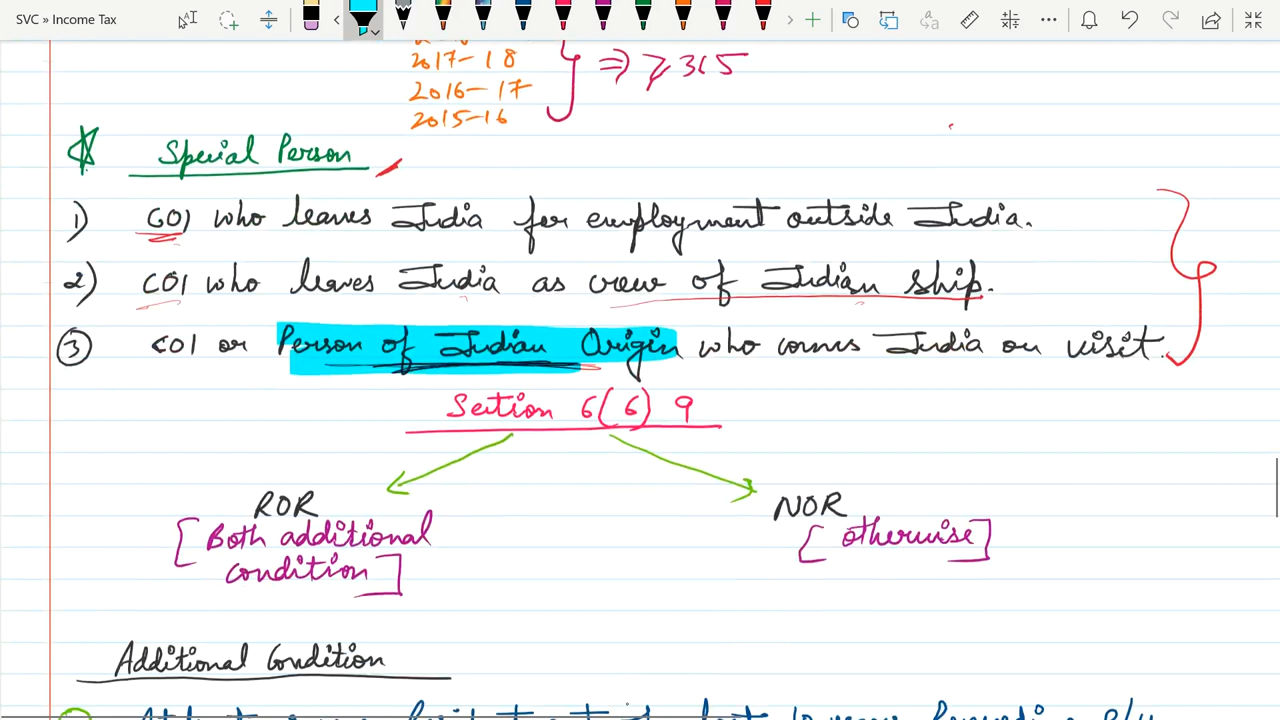 SVC » Income Tax
2017-18
2016-17
2015-16
⇒ ≥ 365
Special Person
1) COI who leaves India for employment outside India.
2) COI who leaves India as crew of Indian ship.
③ COI or Person of Indian Origin who comes India on visit.
Section 6(6) 9
ROR
[Both additional
condition]
NOR
[otherwise]
Additional Condition